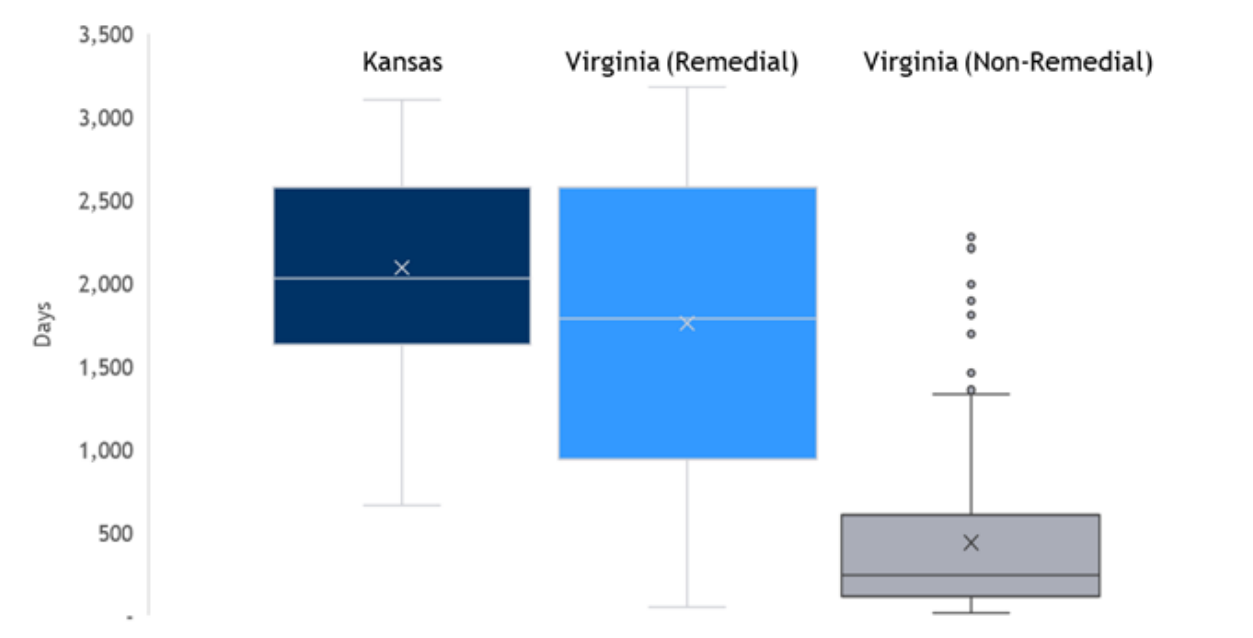 3,500
Kansas
Virginia (Remedial)
Virginia (Non-Remedial)
3,000
2,500
2,000
Days
1,500
1,000
500
-